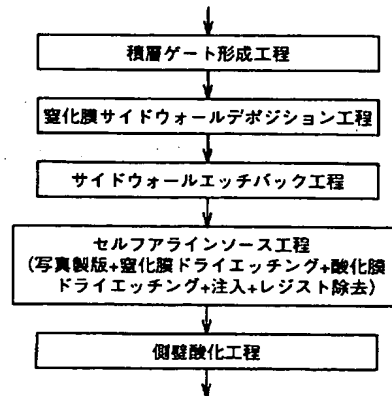 積層ゲート形成工程
窒化膜サイドウォールデポジション工程
サイドウォールエッチバック工程
セルフアラインソース工程
(写真製版+窒化膜ドライエッチング+酸化膜
ドライエッチング+注入+レジスト除去)
側壁酸化工程